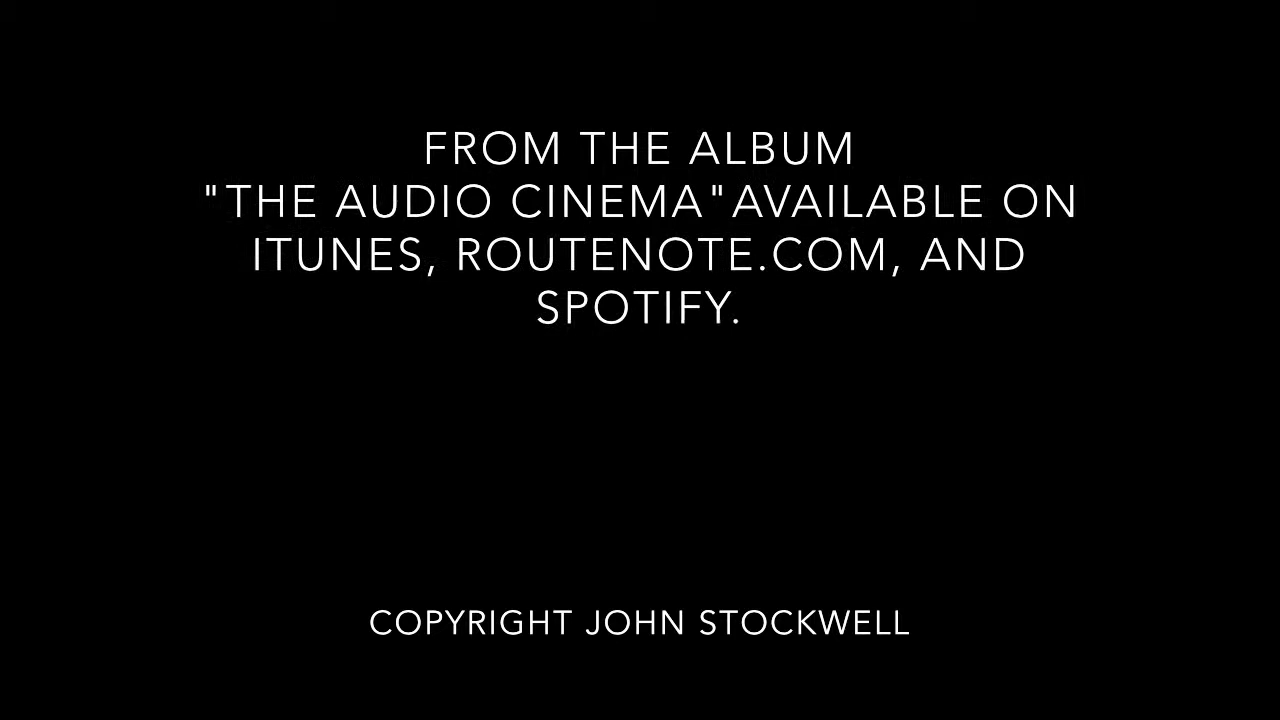 FROM THE ALBUM
"THE AUDIO CINEMA"AVAILABLE ON
ITUNES, ROUTENOTE.COM, AND
SPOTIFY.
COPYRIGHT JOHN STOCKWELL